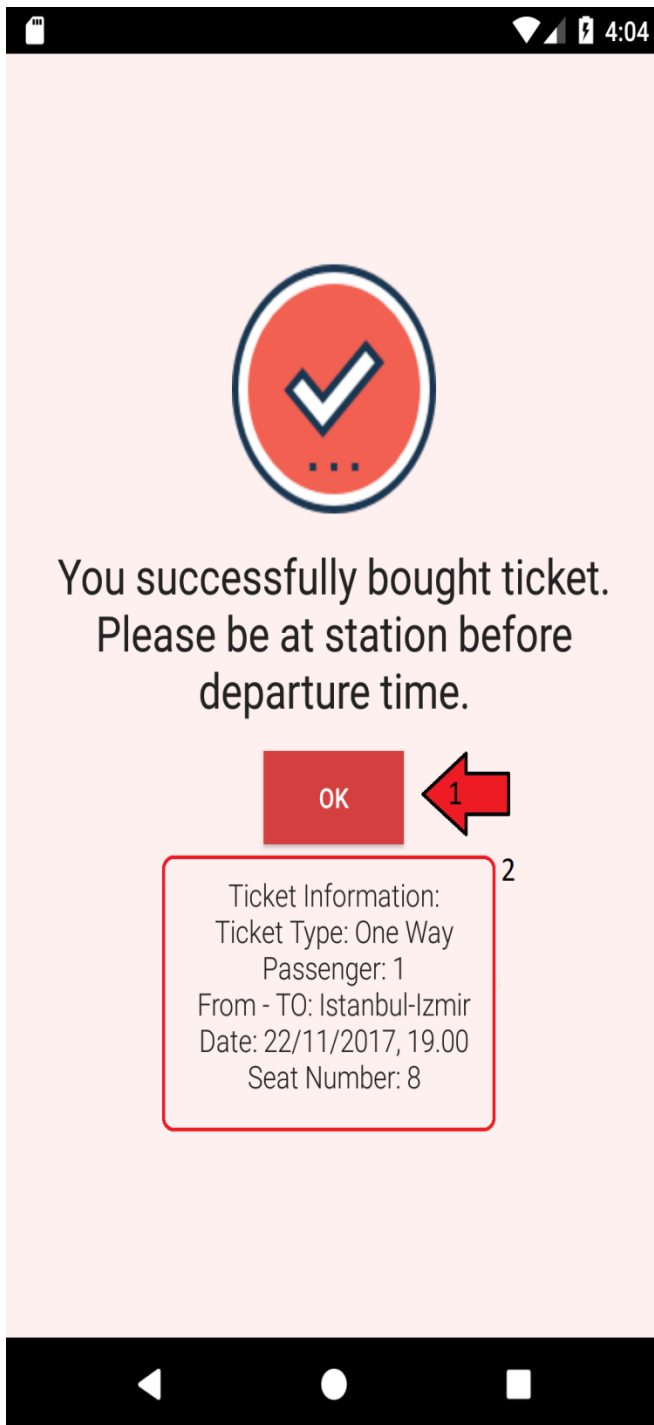 4:04
You successfully bought ticket.
Please be at station before
departure time.
OK
1
2
Ticket Information:
Ticket Type: One Way
Passenger: 1
From - TO: Istanbul-Izmir
Date: 22/11/2017, 19.00
Seat Number: 8